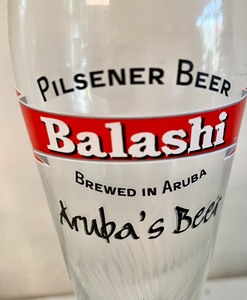 PILSENER BEER
Balashi
BREWED IN ARUBA
Aruba's Beer